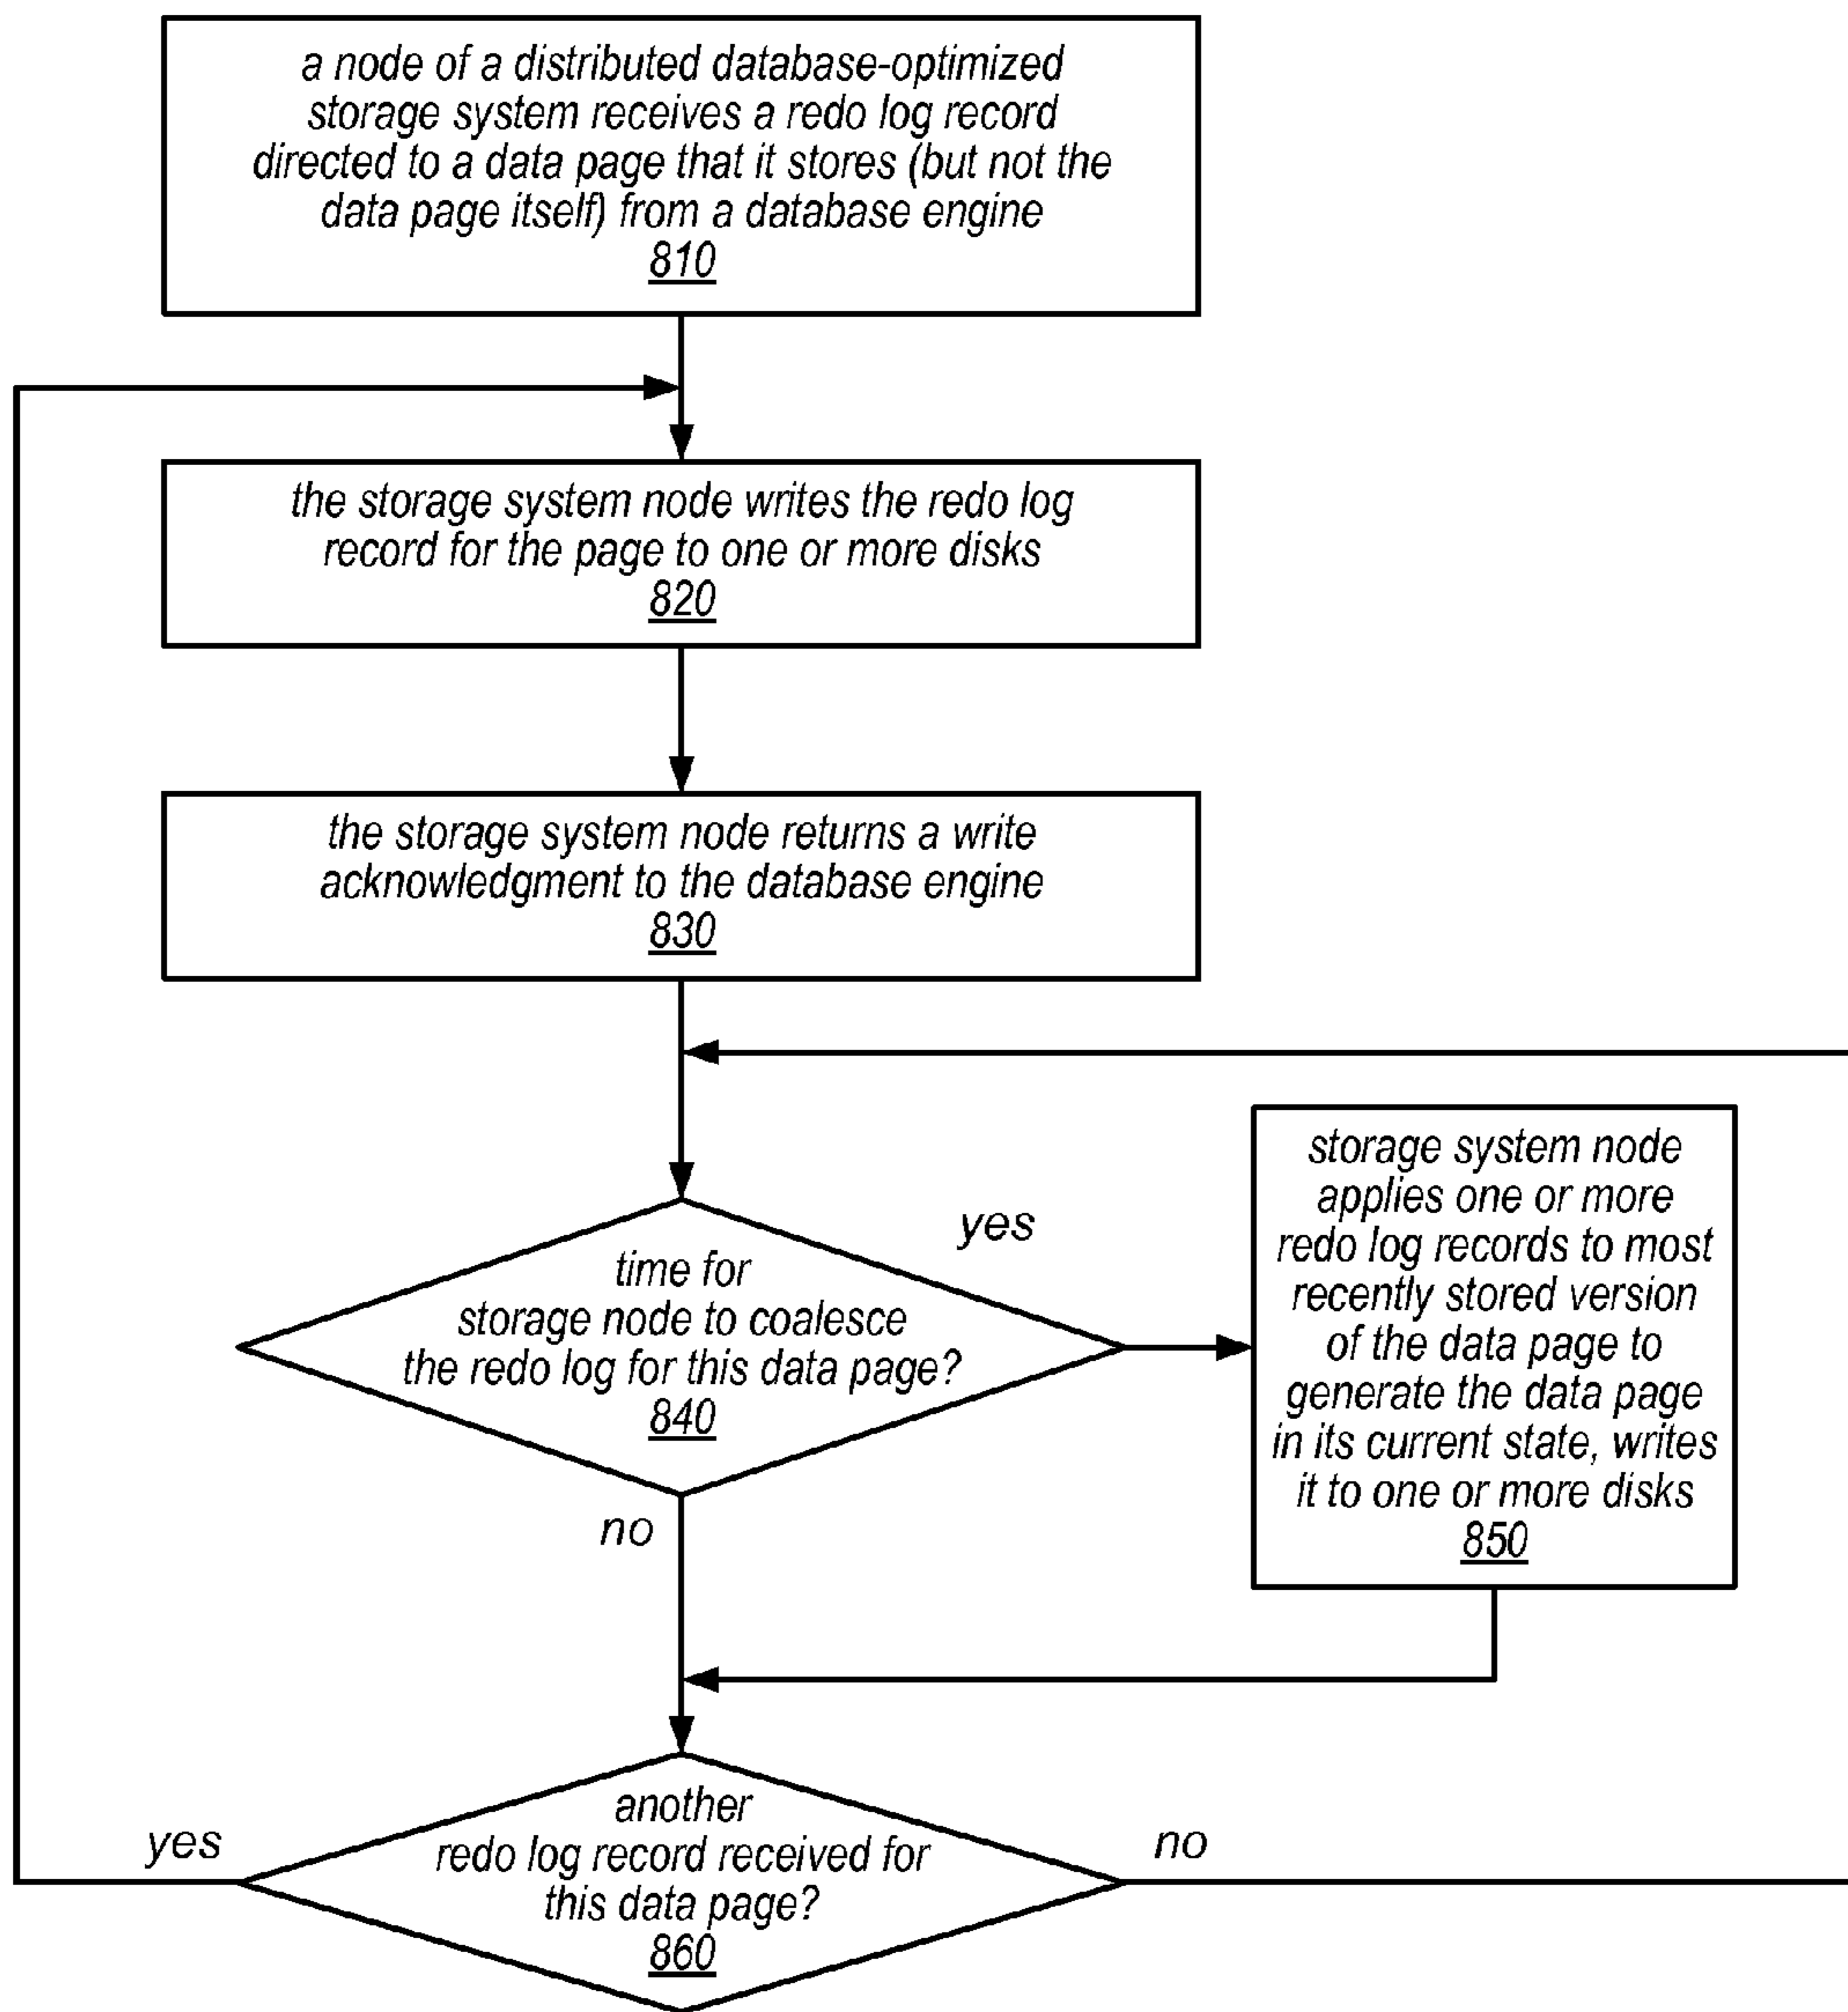 a node of a distributed database-optimized
storage system receives a redo log record
directed to a data page that it stores (but not the
data page itself) from a database engine
810
the storage system node writes the redo log
record for the page to one or more disks
820
the storage system node returns a write
acknowledgment to the database engine
830
time for
storage node to coalesce
the redo log for this data page?
840
yes
no
storage system node
applies one or more
redo log records to most
recently stored version
of the data page to
generate the data page
in its current state, writes
it to one or more disks
850
another
redo log record received for
this data page?
860
yes
no